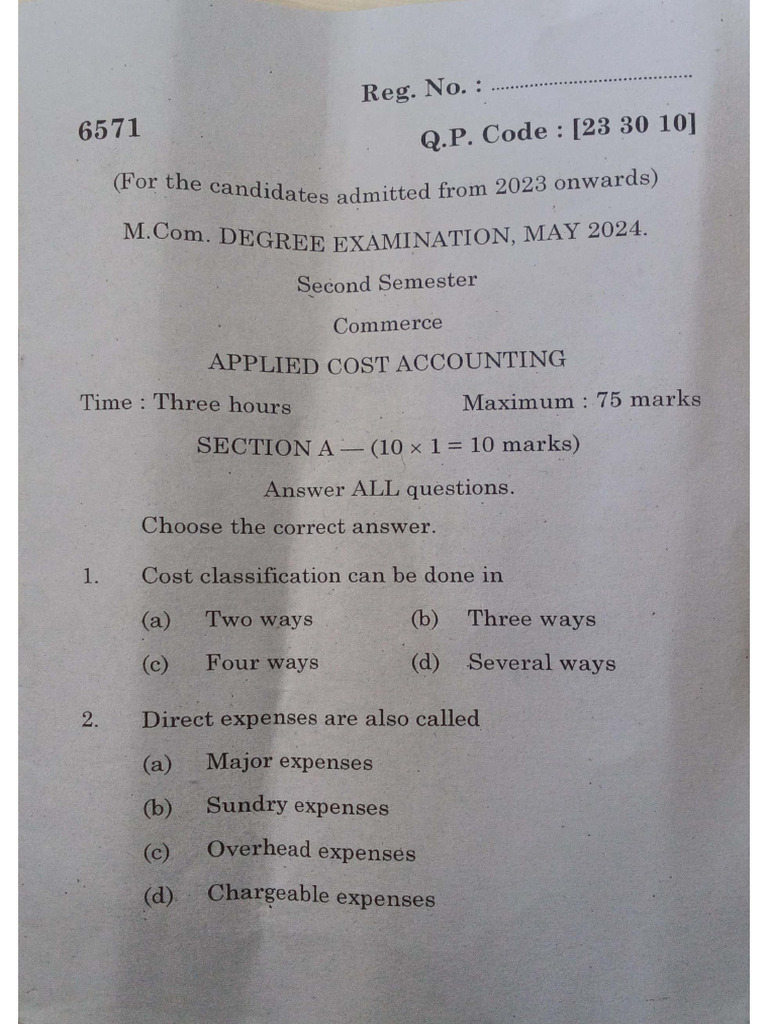 Reg. No. : ........................................
6571
Q.P. Code : [23 30 10]
(For the candidates admitted from 2023 onwards)
M.Com. DEGREE EXAMINATION, MAY 2024.
Second Semester
Commerce
APPLIED COST ACCOUNTING
Time : Three hours Maximum : 75 marks
SECTION A — (10 × 1 = 10 marks)
Answer ALL questions.
Choose the correct answer.
1. Cost classification can be done in
(a) Two ways (b) Three ways
(c) Four ways (d) Several ways
2. Direct expenses are also called
(a) Major expenses
(b) Sundry expenses
(c) Overhead expenses
(d) Chargeable expenses